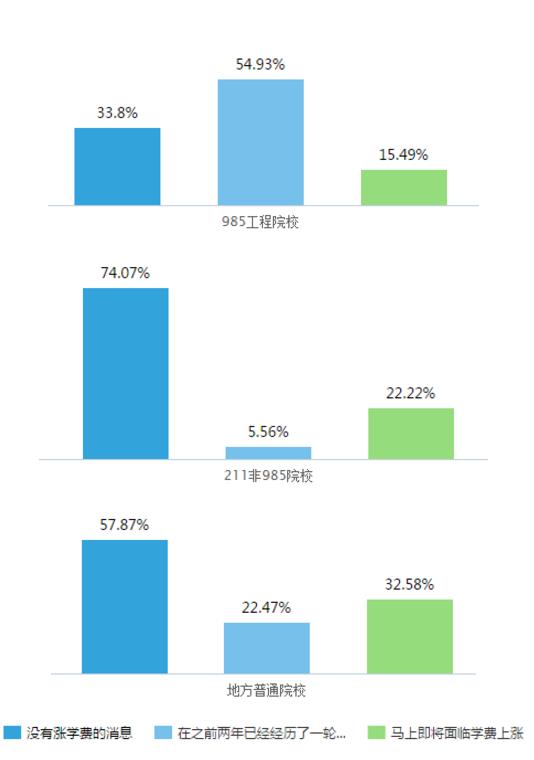 54.93%
33.8%
15.49%
985工程院校
74.07%
22.22%
5.56%
211非985院校
57.87%
32.58%
22.47%
地方普通院校
没有涨学费的消息 在之前两年已经经历了一轮... 马上即将面临学费上涨